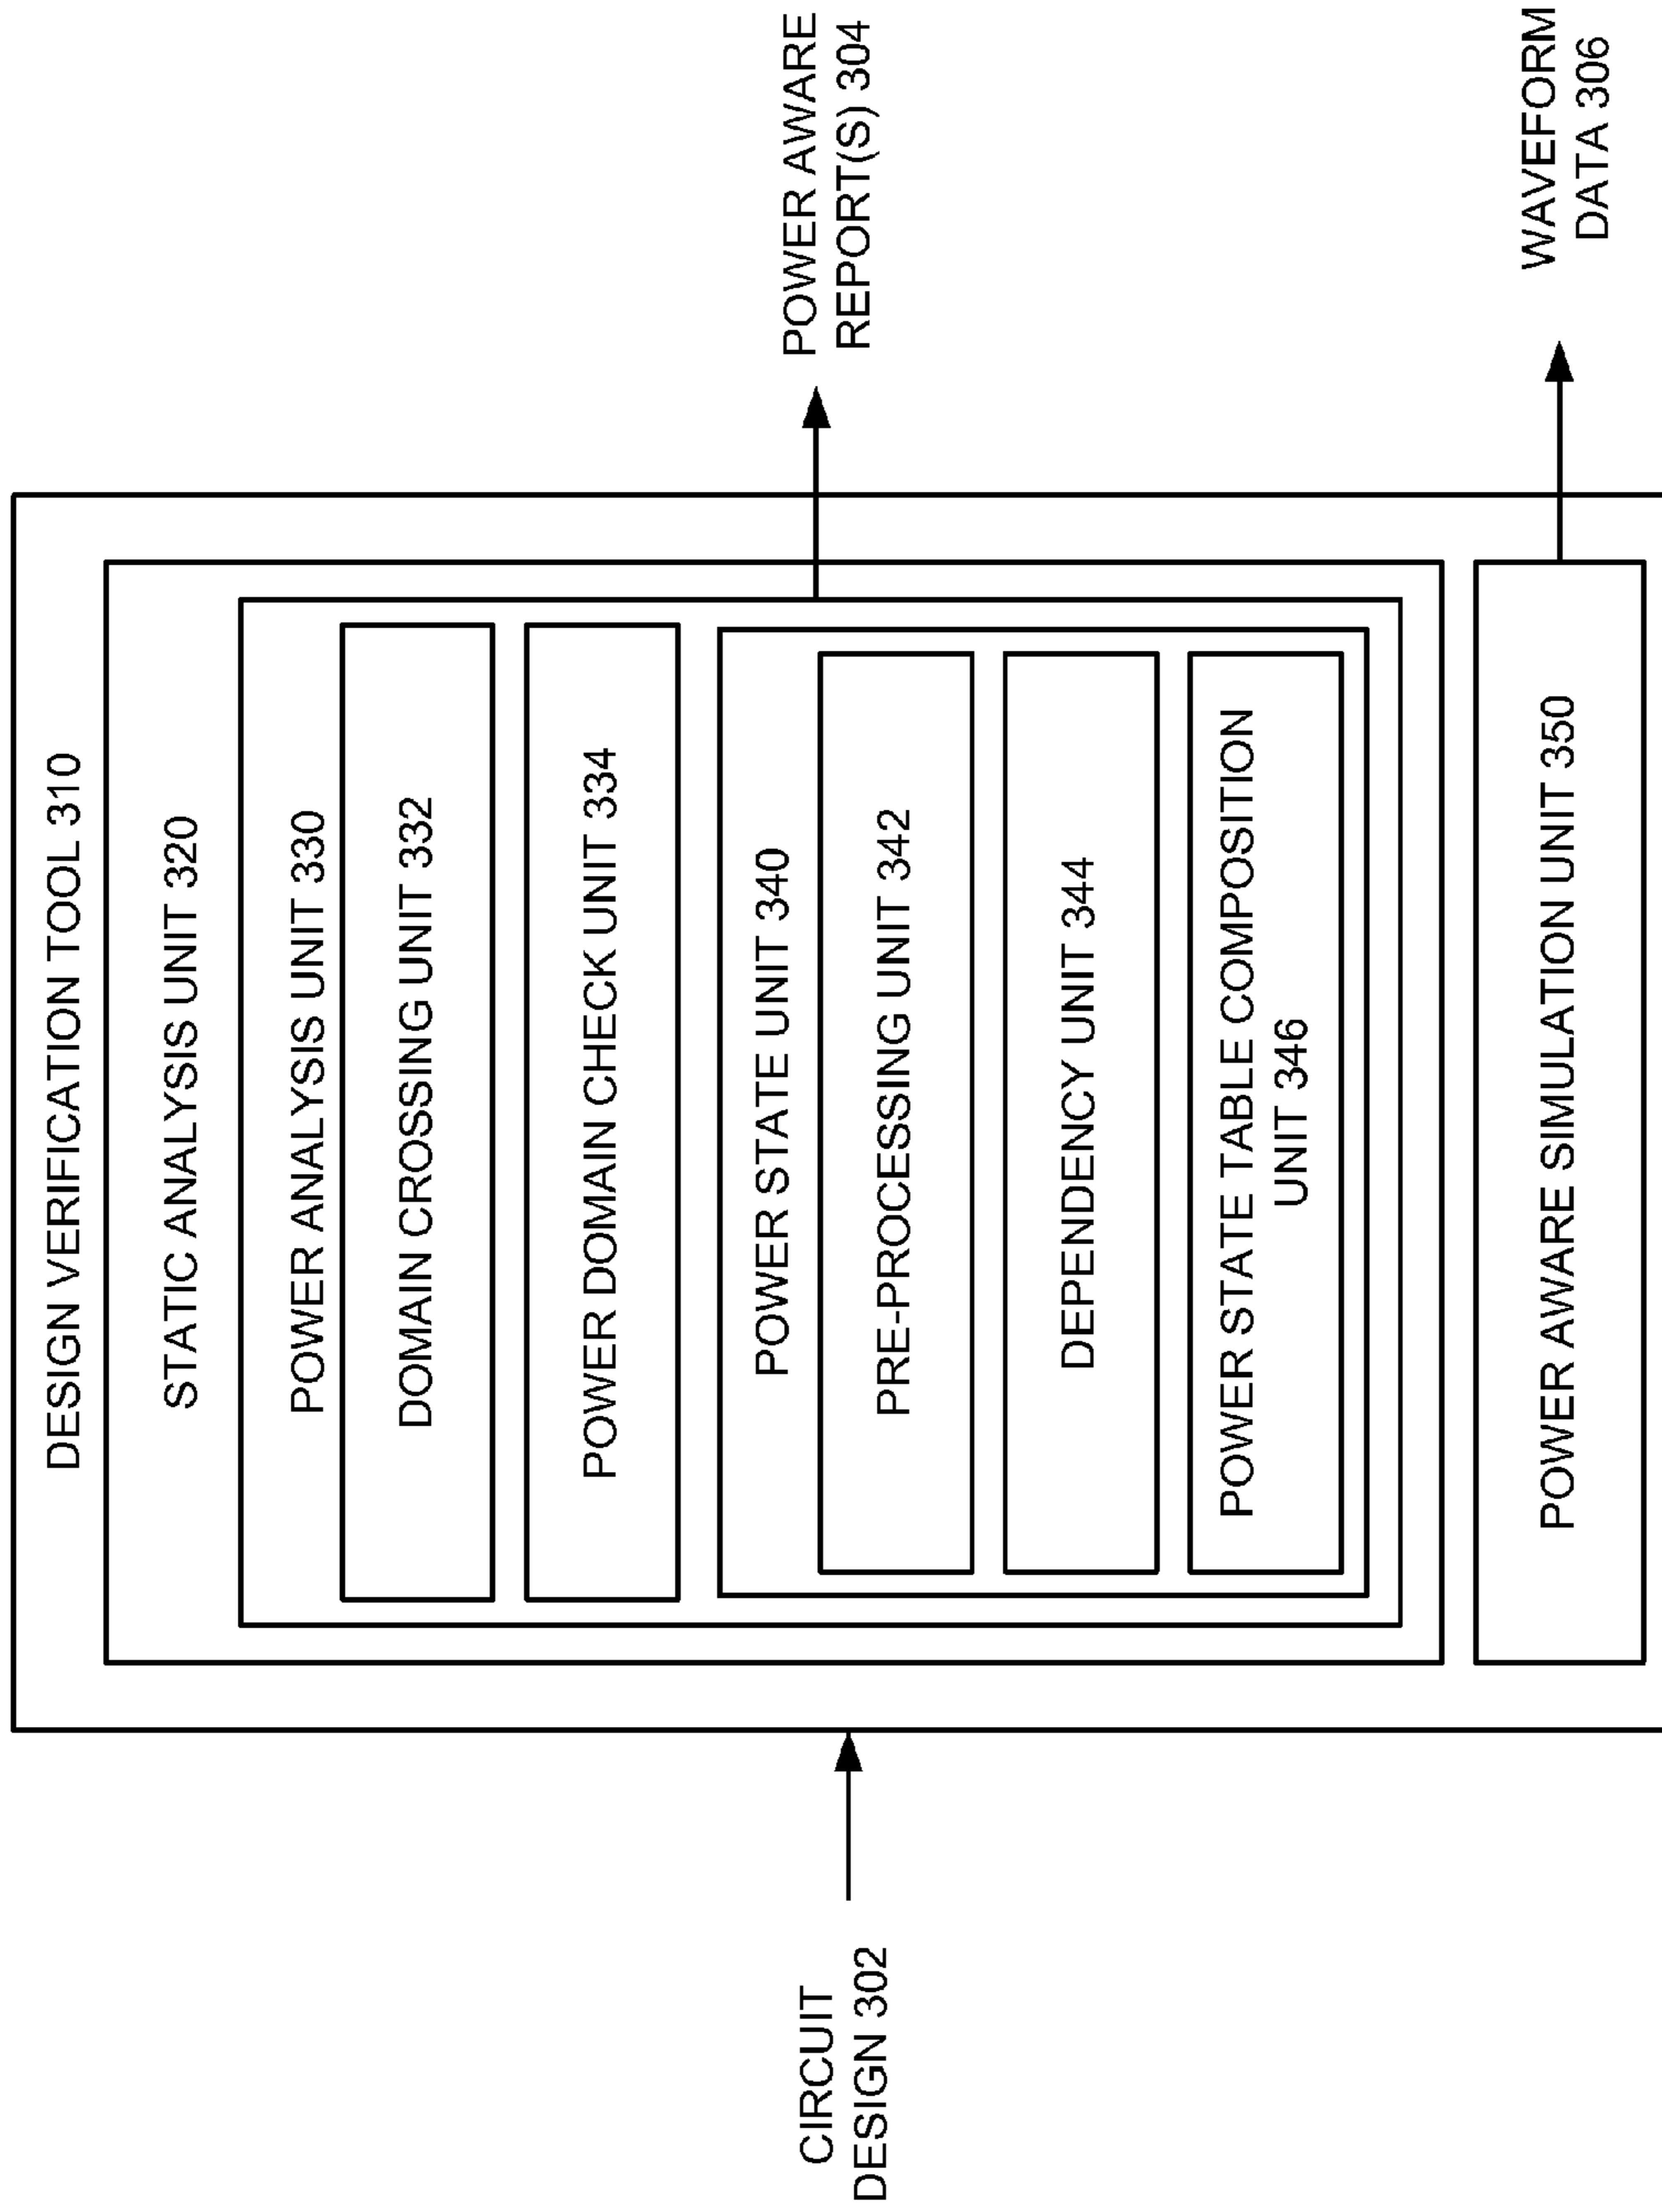 DESIGN VERIFICATION TOOL 310
STATIC ANALYSIS UNIT 320
POWER ANALYSIS UNIT 330
DOMAIN CROSSING UNIT 332
POWER DOMAIN CHECK UNIT 334
POWER STATE UNIT 340
PRE-PROCESSING UNIT 342
DEPENDENCY UNIT 344
POWER STATE TABLE COMPOSITION
UNIT 346
POWER AWARE SIMULATION UNIT 350
CIRCUIT
DESIGN 302
POWER AWARE
REPORT(S) 304
WAVEFORM
DATA 306